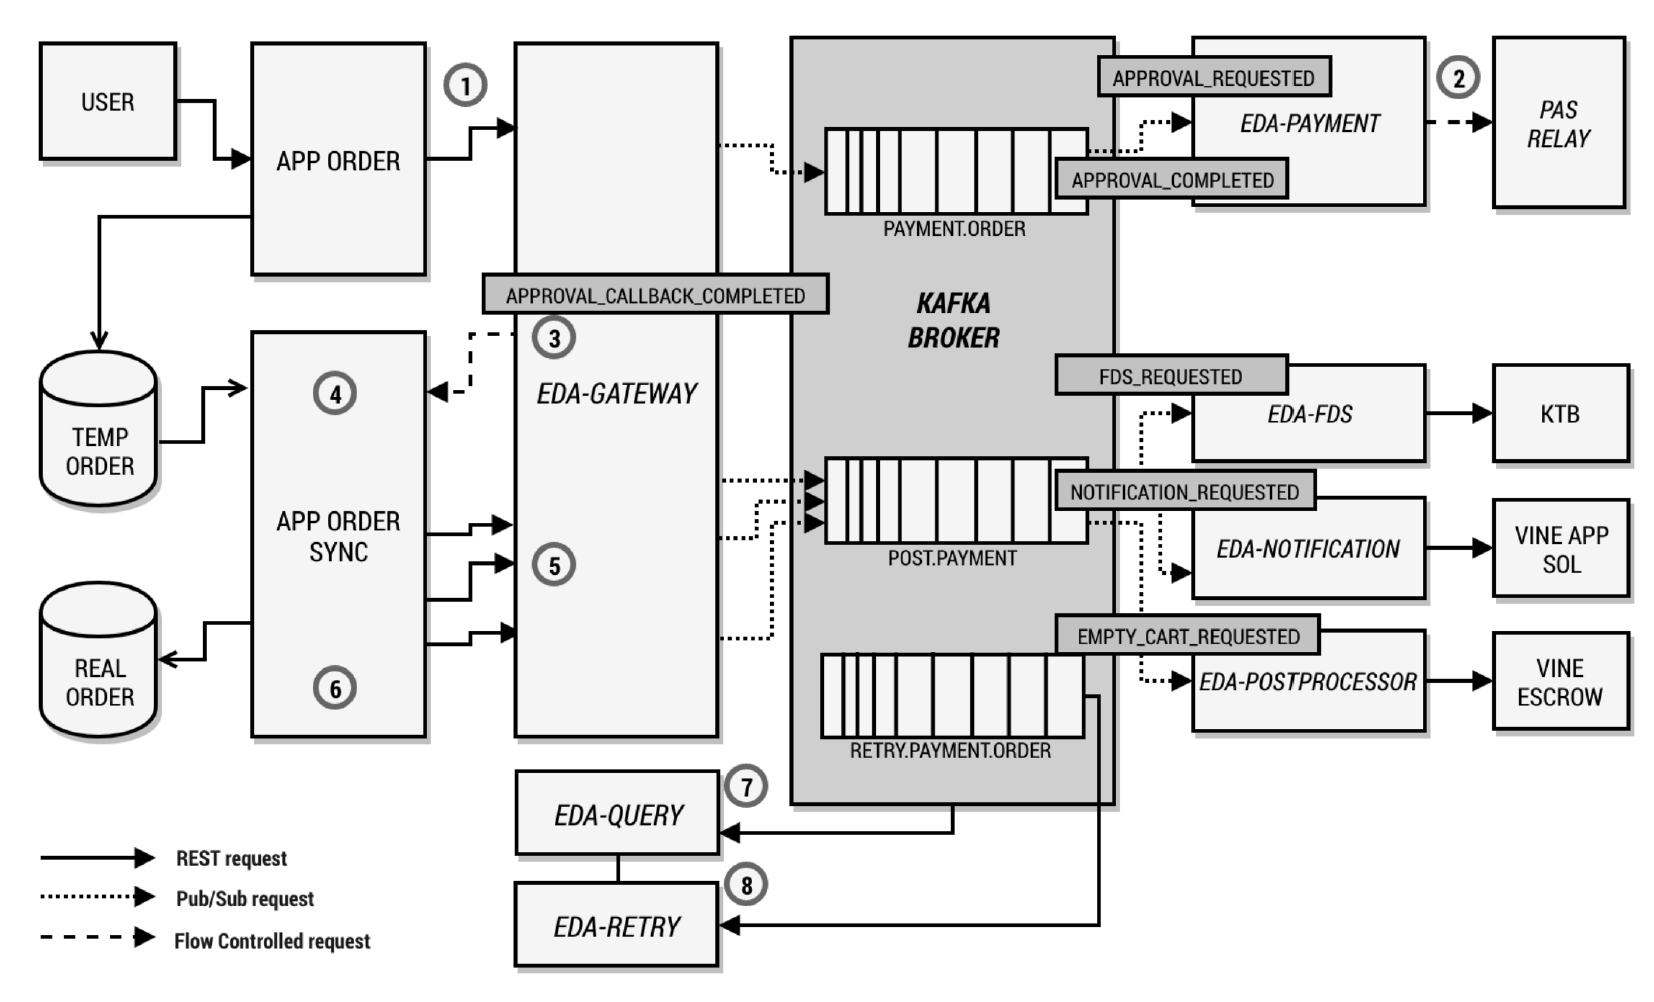 USER
APP ORDER
1
APPROVAL_REQUESTED
EDA-PAYMENT
2
PAS
RELAY
APPROVAL_COMPLETED
PAYMENT.ORDER
APPROVAL_CALLBACK_COMPLETED
KAFKA
BROKER
3
EDA-GATEWAY
4
TEMP
ORDER
APP ORDER
SYNC
5
FDS_REQUESTED
EDA-FDS
KTB
NOTIFICATION_REQUESTED
EDA-NOTIFICATION
VINE APP
SOL
POST.PAYMENT
EMPTY_CART_REQUESTED
EDA-POSTPROCESSOR
VINE
ESCROW
REAL
ORDER
6
RETRY.PAYMENT.ORDER
EDA-QUERY
7
EDA-RETRY
8
REST request
Pub/Sub request
Flow Controlled request